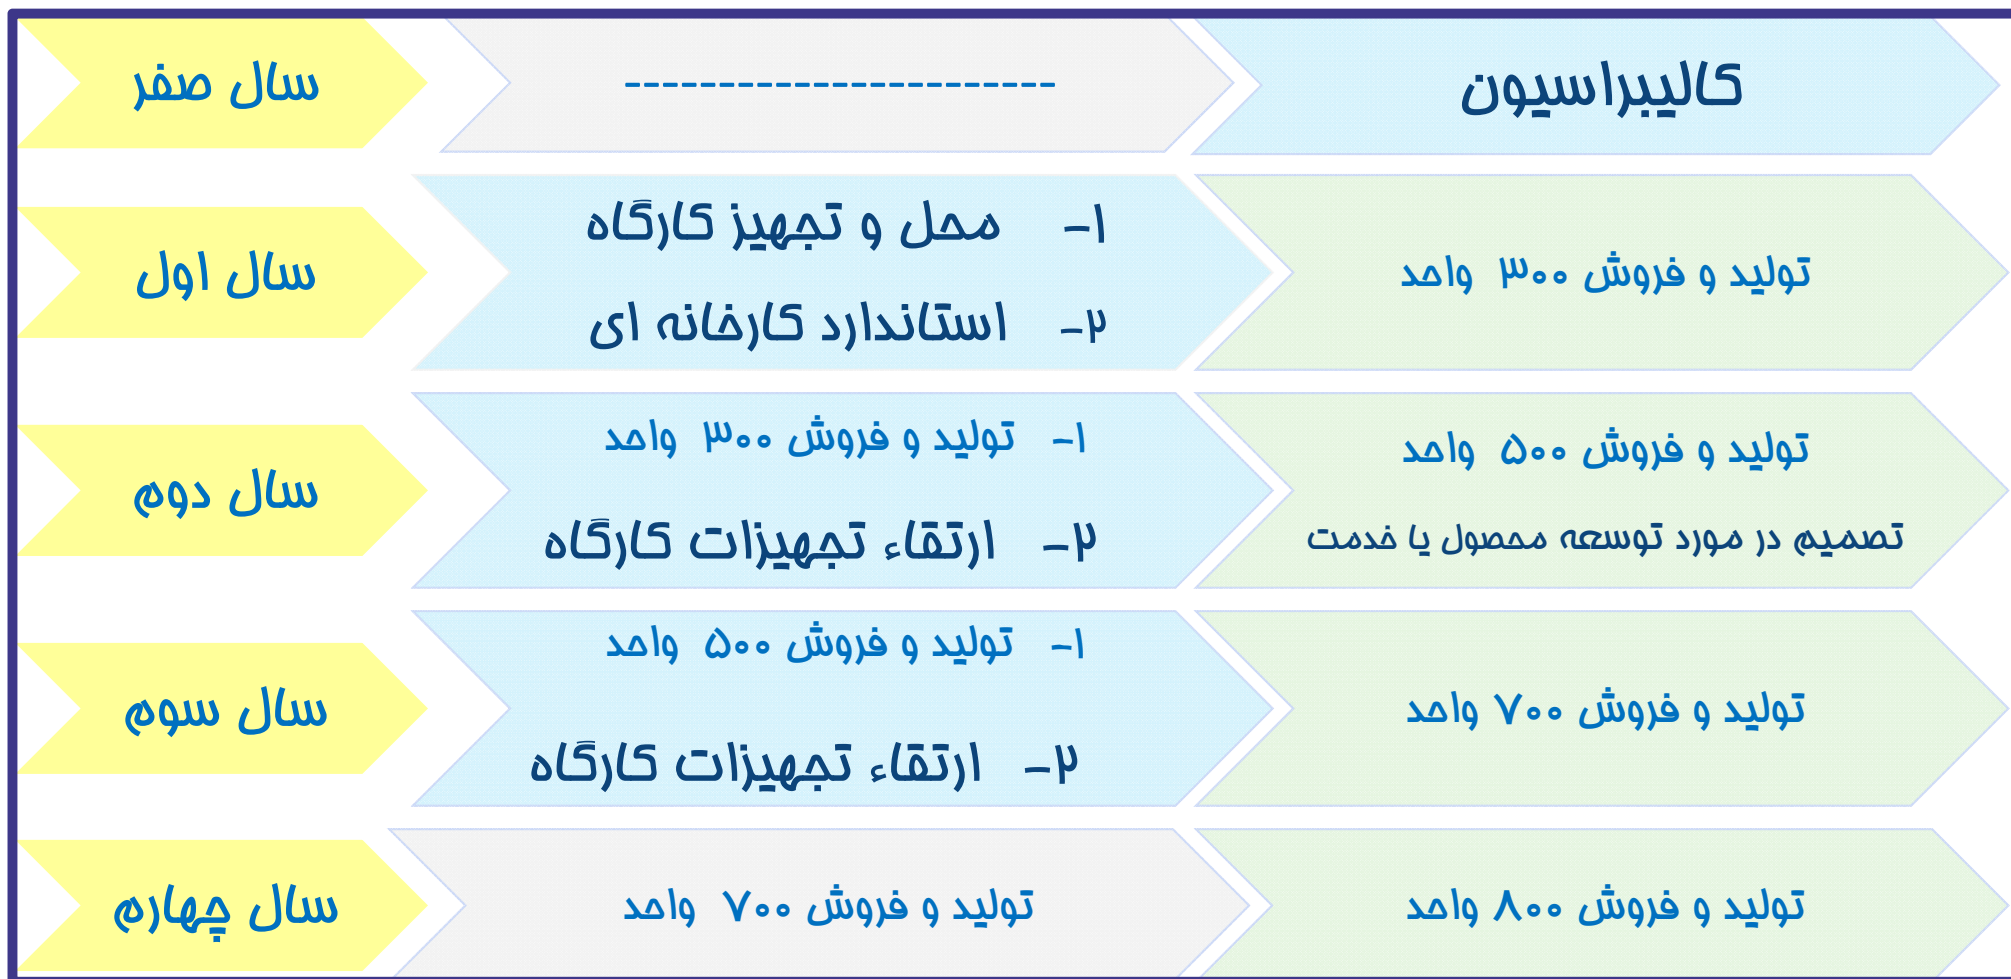 سال صفر
-----------------------
کالیبراسیون
سال اول
۱- محل و تجهیز کارگاه
۲- استاندارد کارخانه ای
تولید و فروش ۳۰۰ واحد
سال دوم
۱- تولید و فروش ۳۰۰ واحد
۲- ارتقاء تجهیزات کارگاه
تولید و فروش ۵۰۰ واحد
تصمیم در مورد توسعه محصول یا خدمت
سال سوم
۱- تولید و فروش ۵۰۰ واحد
۲- ارتقاء تجهیزات کارگاه
تولید و فروش ۷۰۰ واحد
سال چهارم
تولید و فروش ۷۰۰ واحد
تولید و فروش ۸۰۰ واحد